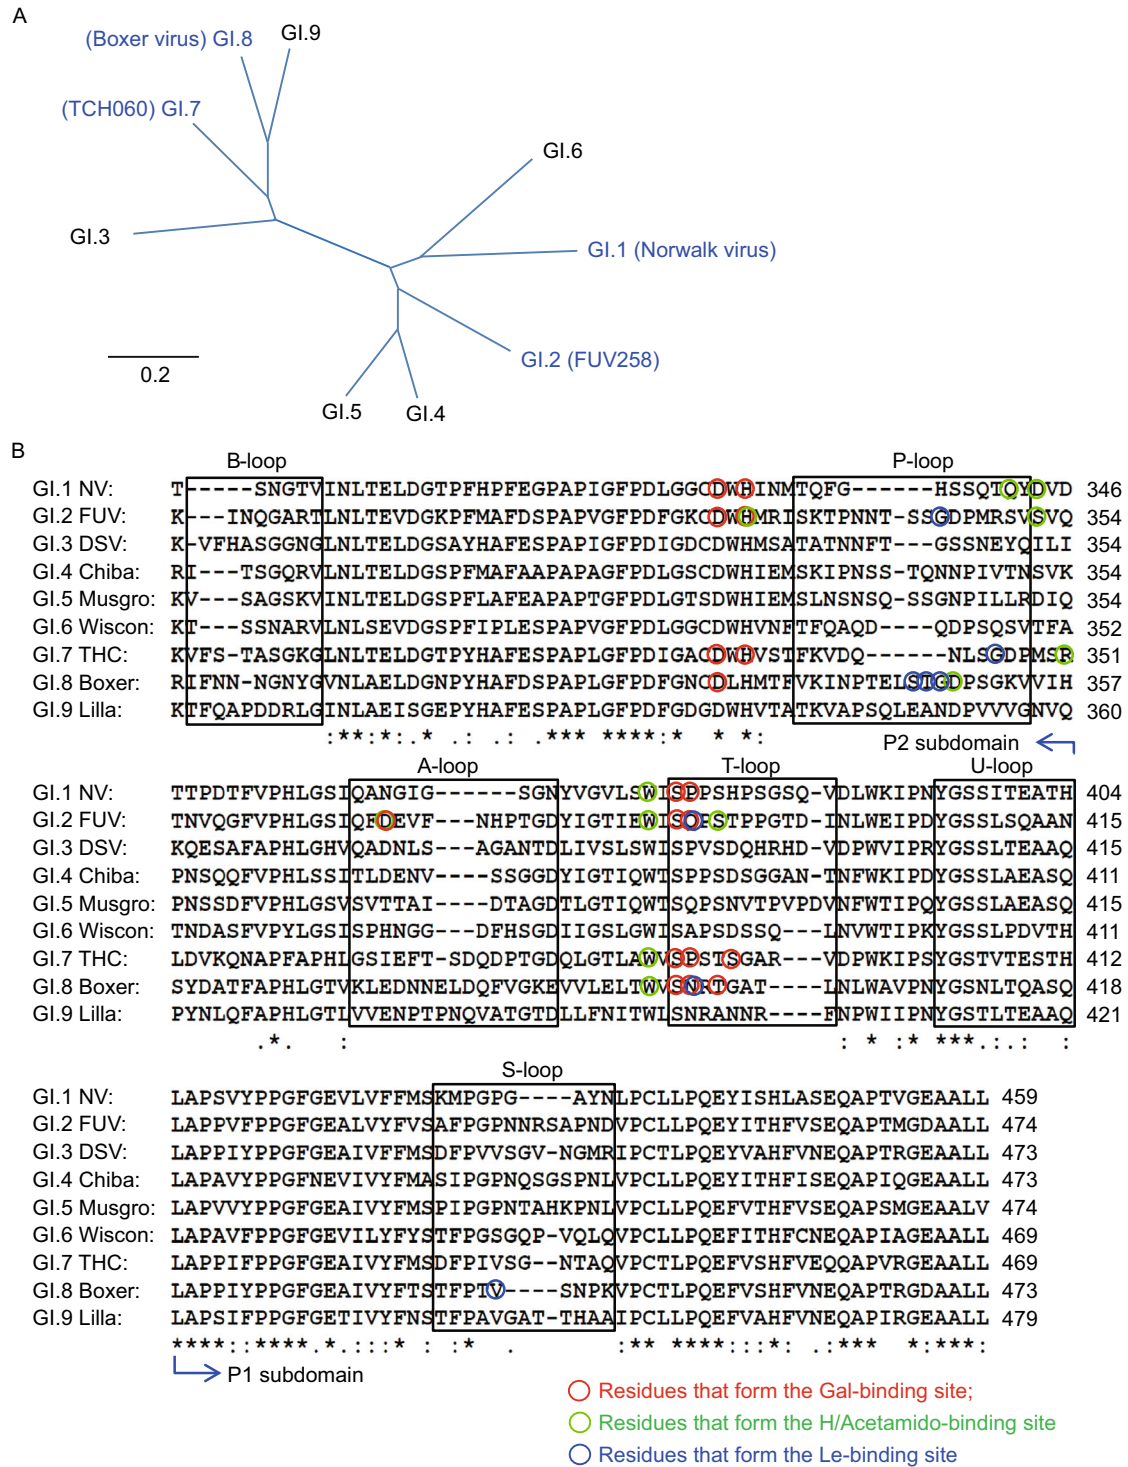 A
(Boxer virus) GI.8
GI.9
(TCH060) GI.7
GI.6
GI.3
GI.1 (Norwalk virus)
GI.2 (FUV258)
0.2
GI.5
GI.4
B
B-loop
P-loop
GI.1 NV: T-----SNGTVINLTELDGTPFHPFEGPAPIGFPDLGGCDWHINMTQFG------HSSQTQYDVD 346
GI.2 FUV: K---INQGARTLNLTEVDGKPFMAFDSPAPVGFPDFGKCDWHMRISKTPNNT-SSGDPMRSVSVQ 354
GI.3 DSV: K-VFHASGGNGLNLTELDGSAYHAFESPAPIGFPDIGDCDWHMSATATNNFT---GSSNEYQILI 354
GI.4 Chiba: RI---TSGQRVLNLTELDGSPFMAFAAPAPAGFPDLGSCDWHIEMSKIPNSS-TQNNPIVTNSVK 354
GI.5 Musgro: KV---SAGSKVINLTELDGSPFLAFEAPAPTGFPDLGTSDWHIEMSLNSNSQ-SSGNPILLRDIQ 354
GI.6 Wiscon: KT---SSNARVLNLSEVDGSPFIPLESPAPVGFPDLGGCDWHVNFTFQAQD----QDPSQSVTFA 352
GI.7 THC: KVFS-TASGKGLNLTELDGSPYHAFESPAPLGFPDIGACDWHVSTFKVDQ------NLSGDPMSR 351
GI.8 Boxer: RIFNN-NGNYGVNLAELDGNPYHAFDSPAPLGFPDFGNCDLHMTFVKINPTELSTGDPSGKVVIH 357
GI.9 Lilla: KTFQAPDDRLGINLAEISGEPYHAFESPAPLGFPDFGDGDWHVTATKVAPSQLEANDPVVVGNVQ 360
:**:*:.* .: .: .*** ****:* * *:
P2 subdomain
A-loop
T-loop
U-loop
GI.1 NV: TTPDTFVPHLGSIQANGIG------SGNYVGVLSWISPPSHPSGSQ-VDLWKIPNYGSSITEATH 404
GI.2 FUV: TNVQGFVPHLGSIQFDEVF---NHPTGDYIGTIEWISQPSTPPGTD-INLWEIPDYGSSLSQAAN 415
GI.3 DSV: KQESAFAPHLGHVQADNLS---AGANTDLIVSLSWISPVSDQHRHD-VDPWVIPRYGSSLTEAAQ 415
GI.4 Chiba: PNSQQFVPHLSSITLDENV----SSGGDYIGTIQWTSPPSDSGGAN-TNFWKIPDYGSSLAEASQ 411
GI.5 Musgro: PNSSDFVPHLGSVSVTTAI----DTAGDTLGTIQWTSQPSNVTPVPDVNFWTIPQYGSSLAEASQ 415
GI.6 Wiscon: TNDASFVPYLGSISPHNGG---DFHSGDIIGSLGWISAPSDSSQ---LNVWTIPKYGSSLPDVTH 411
GI.7 THC: LDVKQNAPFAPHLGSIEFT-SDQDPTGDQLGTLAWVSPSTSGAR---VDPWKIPSYGSTVTESTH 412
GI.8 Boxer: SYDATFAPHLGTVKLEDNNELDQFVGKEVVLELTWVSNRTGAT----LNLWAVPNYGSNLTQASQ 418
GI.9 Lilla: PYNLQFAPHLGTLVVENPTPNQVATGTDLLFNITWLSNRANNR----FNPWIIPNYGSTLTEAAQ 421
.*. : : * :* ***.:.: :
S-loop
GI.1 NV: LAPSVYPPGFGEVLVFFMSKMPGPG----AYNLPCLLPQEYISHLASEQAPTVGEAALL 459
GI.2 FUV: LAPPVFPPGFGEALVYFVSAFPGPNNRSAPNDVPCLLPQEYITHFVSEQAPTMGDAALL 474
GI.3 DSV: LAPPIYPPGFGEAIVFFMSDFPVVSGV-NGMRIPCTLPQEYVAHFVNEQAPTRGEAALL 473
GI.4 Chiba: LAPAVYPPGFNEVIVYFMASIPGPNQSGSPNLVPCLLPQEYITHFISEQAPIQGEAALL 473
GI.5 Musgro: LAPVVYPPGFGEAIVYFMSPIPGPNTAHKPNLVPCLLPQEFVTHFVSEQAPSMGEAALV 474
GI.6 Wiscon: LAPAVFPPGFGEVILYFYSTFPGSGQP-VQLQVPCLLPQEFITHFCNEQAPIAGEAALL 469
GI.7 THC: LAPPIFPPGFGEAIVYFMSDFPIVSG--NTAQVPCTLPQEFVSHFVEQQAPVRGEAALL 469
GI.8 Boxer: LAPPIYPPGFGEAIVYFTSTFPTV----SNPKVPCTLPQEFVSHFVNEQAPTRGEAALL 473
GI.9 Lilla: LAPSIFPPGFGETIVYFNSTFPAVGAT-THAAIPCLLPQEFVAHFVNEQAPIRGEAALL 479
****::****.*.:::* : :* . :** ****:::*: .:*** *:***:
P1 subdomain
Residues that form the Gal-binding site;
Residues that form the H/Acetamido-binding site
Residues that form the Le-binding site